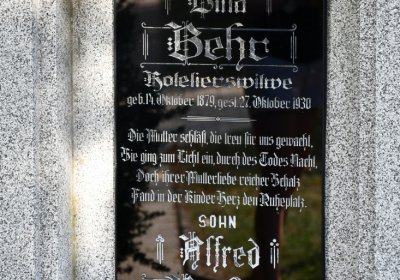 Behr
Hotelierswitwe
geb. 14. Oktober 1879, gest. 27. Oktober 1930
Die Mutter schläft, die treu für uns gewacht,
Sie ging zum Licht ein, durch des Todes Nacht,
Doch ihrer Mutterliebe reicher Schatz
Fand in der Kinder Herz den Ruheplatz.
SOHN
Alfred